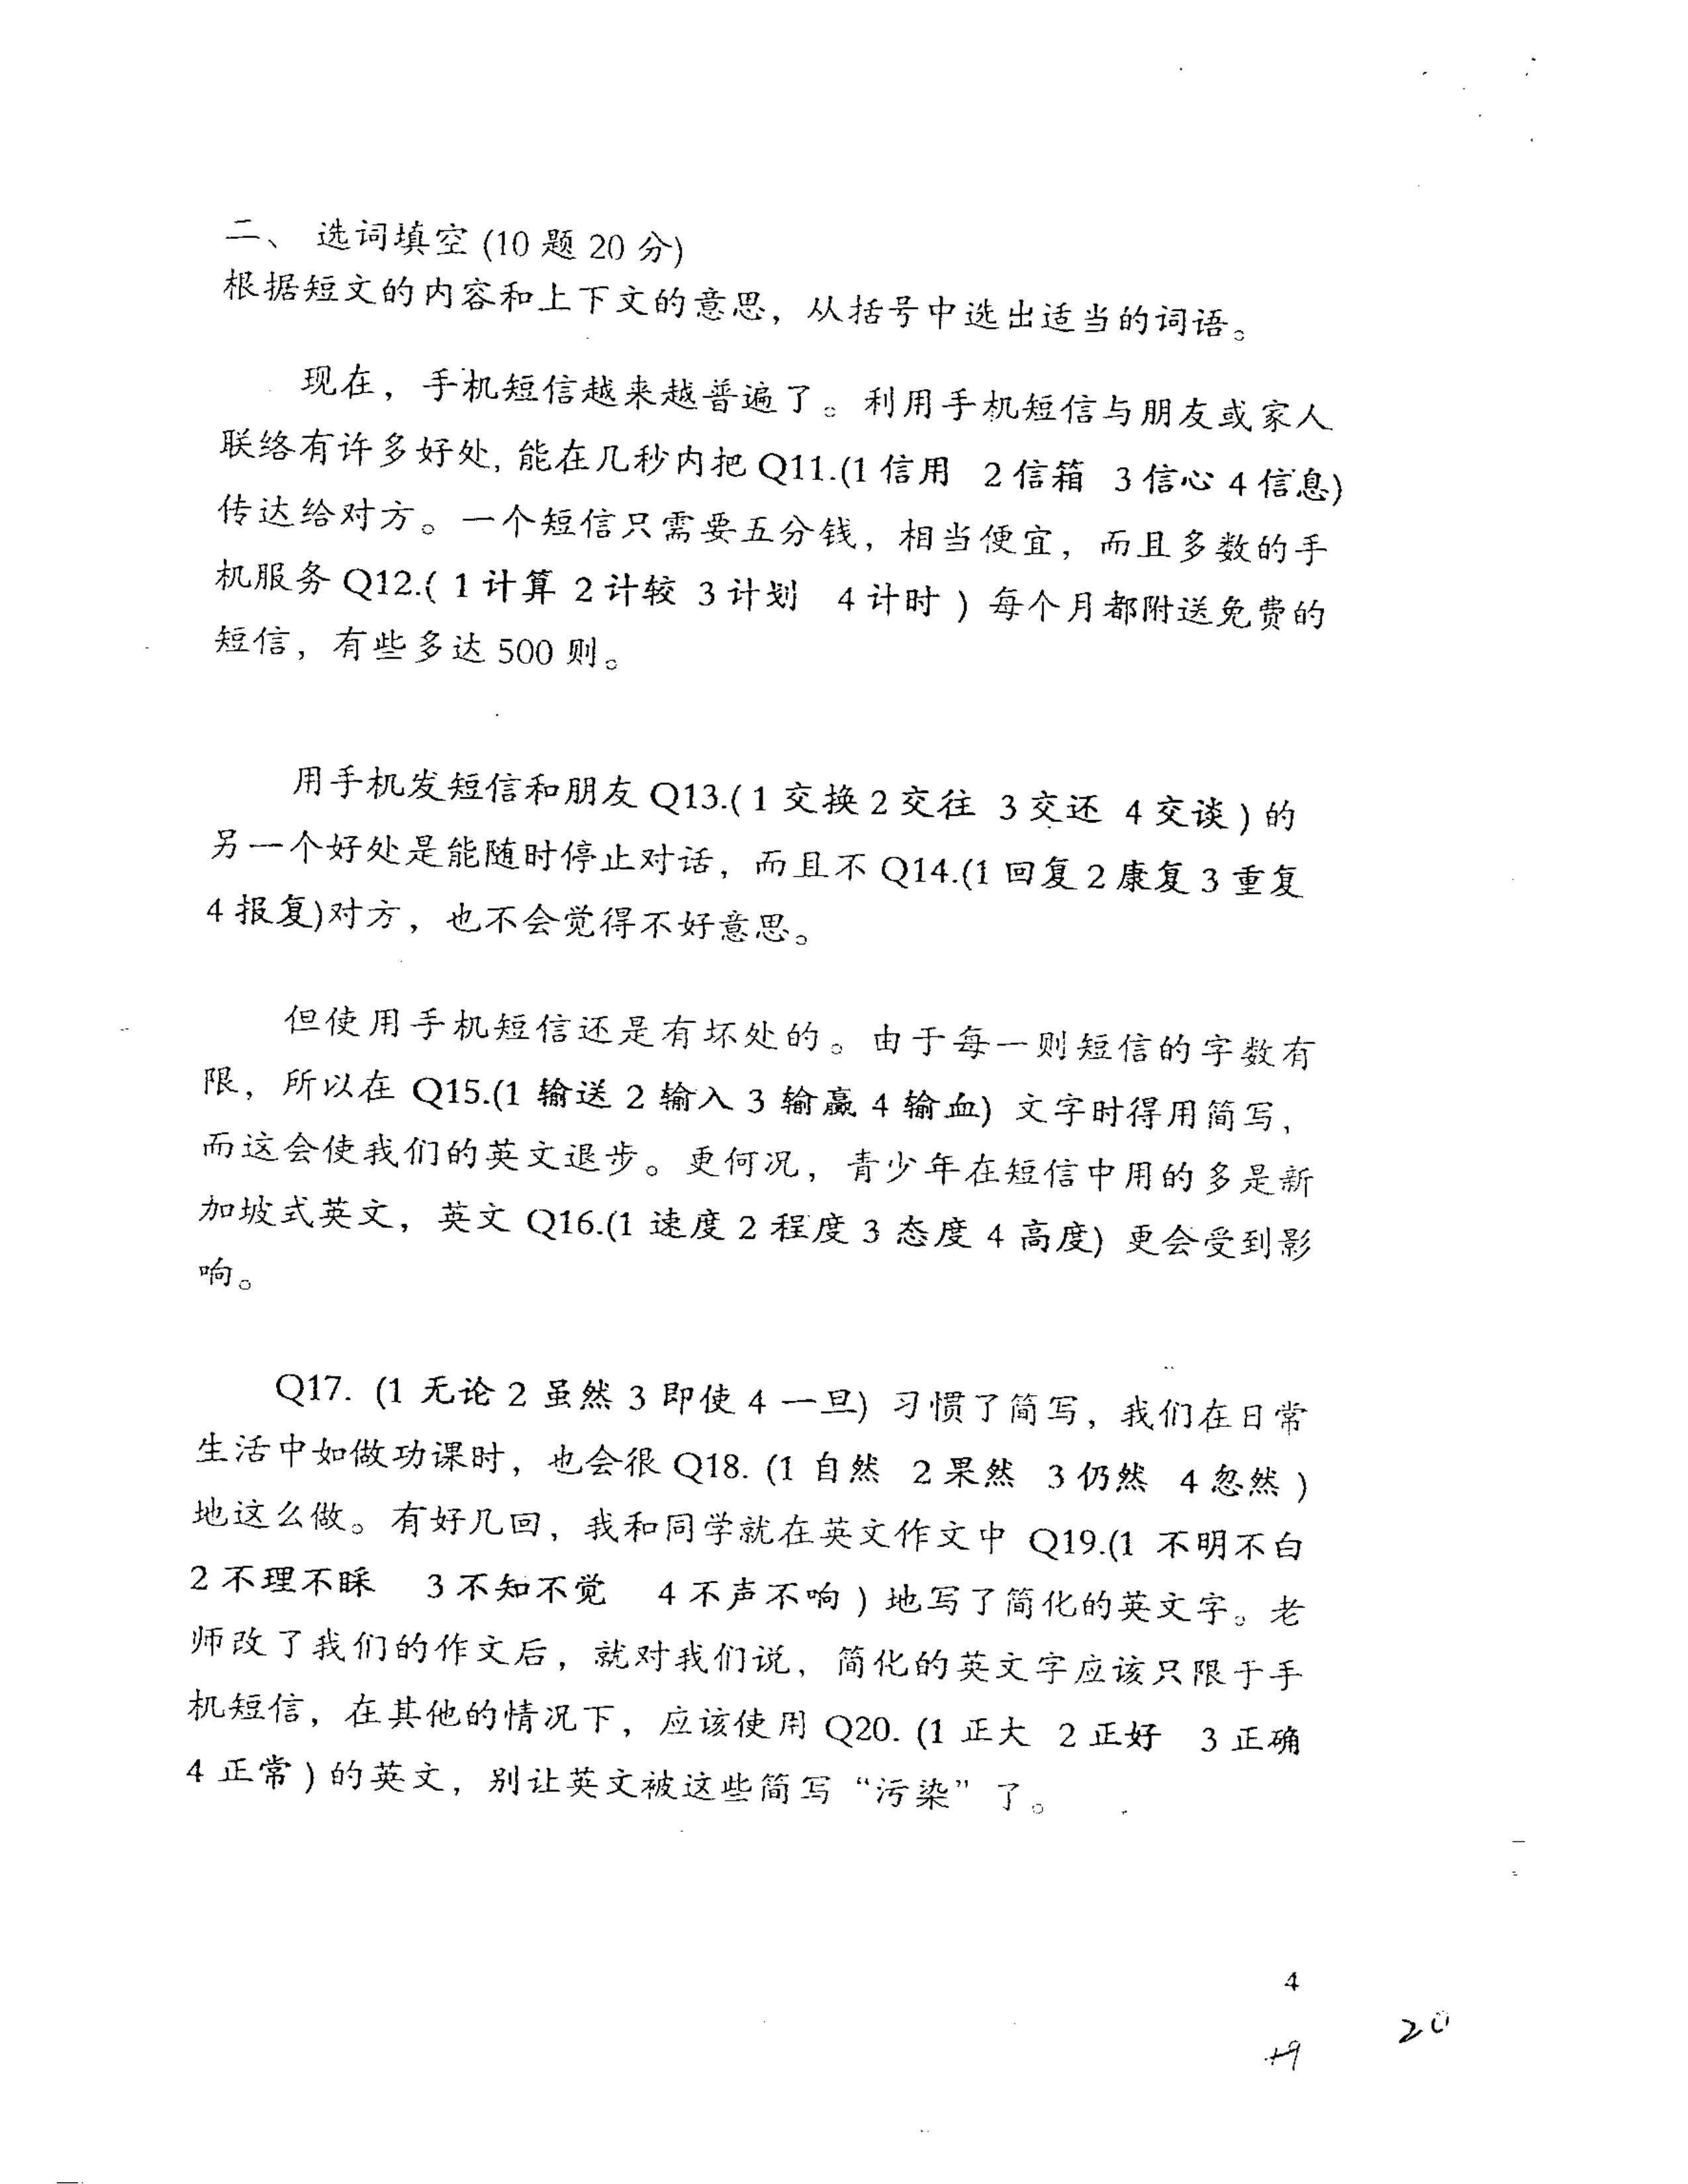 二、 选词填空 (10 题 20 分)
根据短文的内容和上下文的意思，从括号中选出适当的词语。
现在，手机短信越来越普遍了。利用手机短信与朋友或家人
联络有许多好处, 能在几秒内把 Q11.(1 信用 2 信箱 3 信心 4 信息)
传达给对方。一个短信只需要五分钱，相当便宜，而且多数的手
机服务 Q12.( 1 计算 2 计较 3 计划 4 计时 ) 每个月都附送免费的
短信，有些多达 500 则。
用手机发短信和朋友 Q13.( 1 交换 2 交往 3 交还 4 交谈 ) 的
另一个好处是能随时停止对话，而且不 Q14.(1 回复 2 康复 3 重复
4 报复)对方，也不会觉得不好意思。
但使用手机短信还是有坏处的。由于每一则短信的字数有
限，所以在 Q15.(1 输送 2 输入 3 输赢 4 输血) 文字时得用简写，
而这会使我们的英文退步。更何况，青少年在短信中用的多是新
加坡式英文，英文 Q16.(1 速度 2 程度 3 态度 4 高度) 更会受到影
响。
Q17. (1 无论 2 虽然 3 即使 4 一旦) 习惯了简写，我们在日常
生活中如做功课时，也会很 Q18. (1 自然 2 果然 3 仍然 4 忽然 )
地这么做。有好几回，我和同学就在英文作文中 Q19.(1 不明不白
2 不理不睬 3 不知不觉 4 不声不响 ) 地写了简化的英文字。老
师改了我们的作文后，就对我们说，简化的英文字应该只限于手
机短信，在其他的情况下，应该使用 Q20. (1 正大 2 正好 3 正确
4 正常 ) 的英文，别让英文被这些简写“污染”了。
4
20
+9